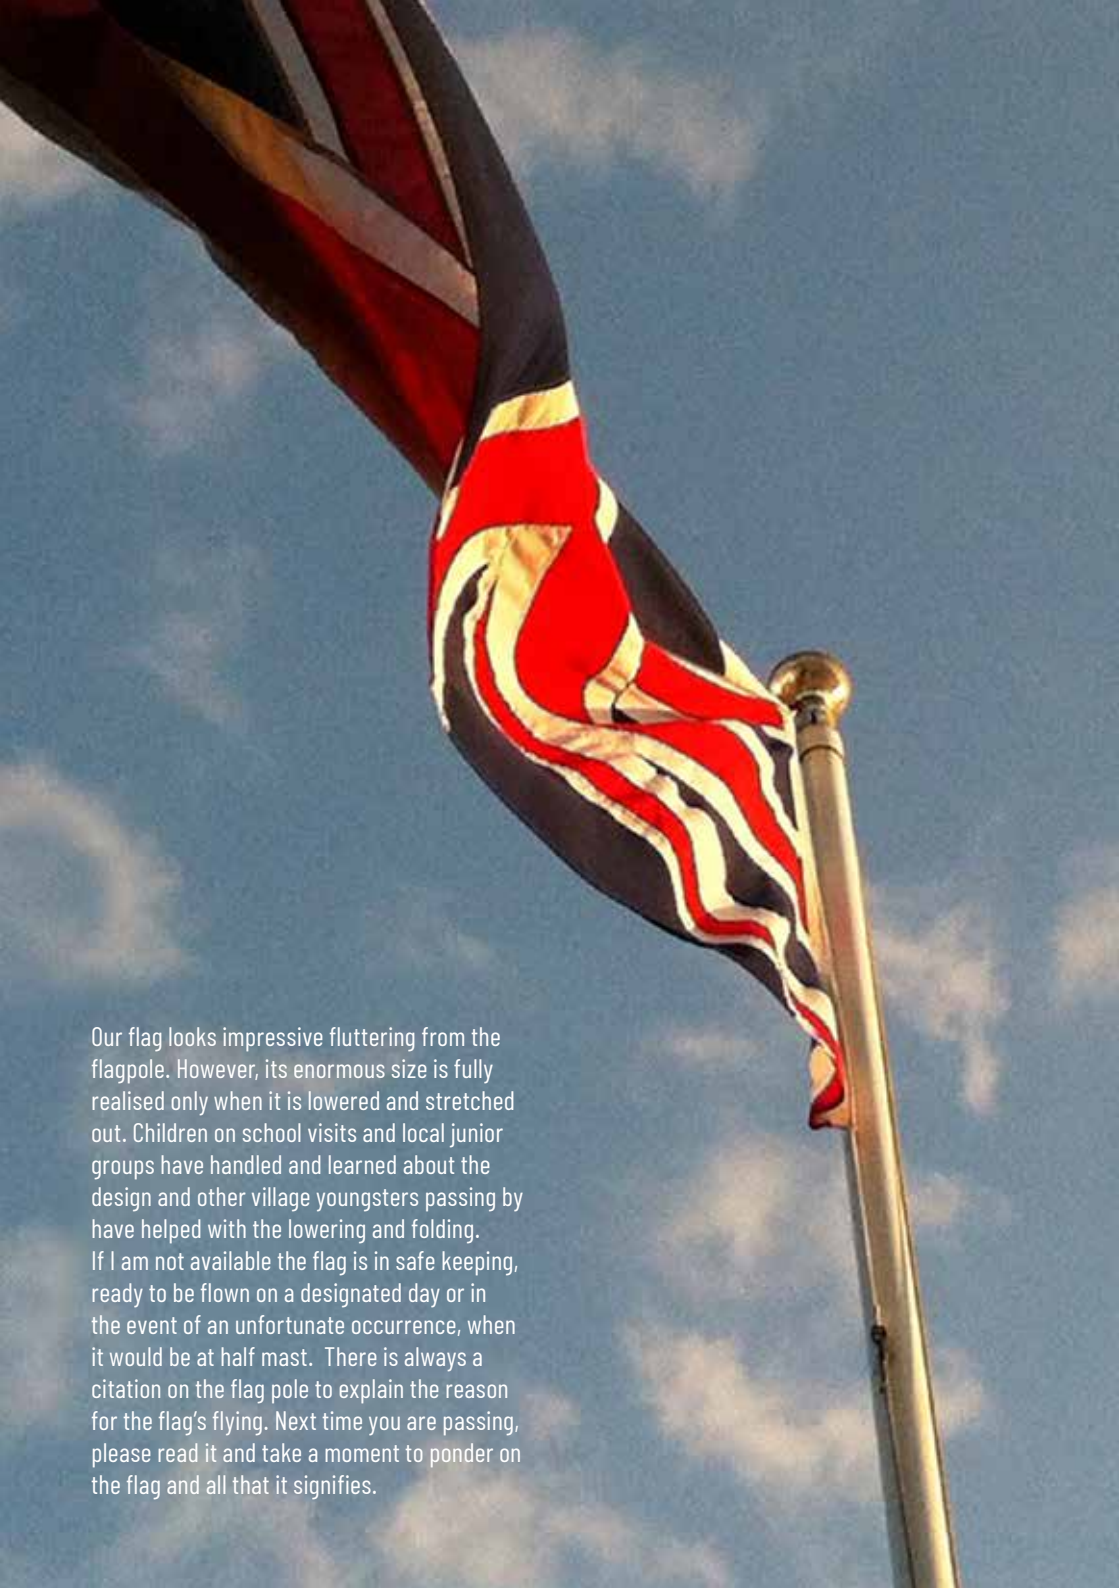 Our flag looks impressive fluttering from the
flagpole. However, its enormous size is fully
realised only when it is lowered and stretched
out. Children on school visits and local junior
groups have handled and learned about the
design and other village youngsters passing by
have helped with the lowering and folding.
If I am not available the flag is in safe keeping,
ready to be flown on a designated day or in
the event of an unfortunate occurrence, when
it would be at half mast.  There is always a
citation on the flag pole to explain the reason
for the flag’s flying. Next time you are passing,
please read it and take a moment to ponder on
the flag and all that it signifies.